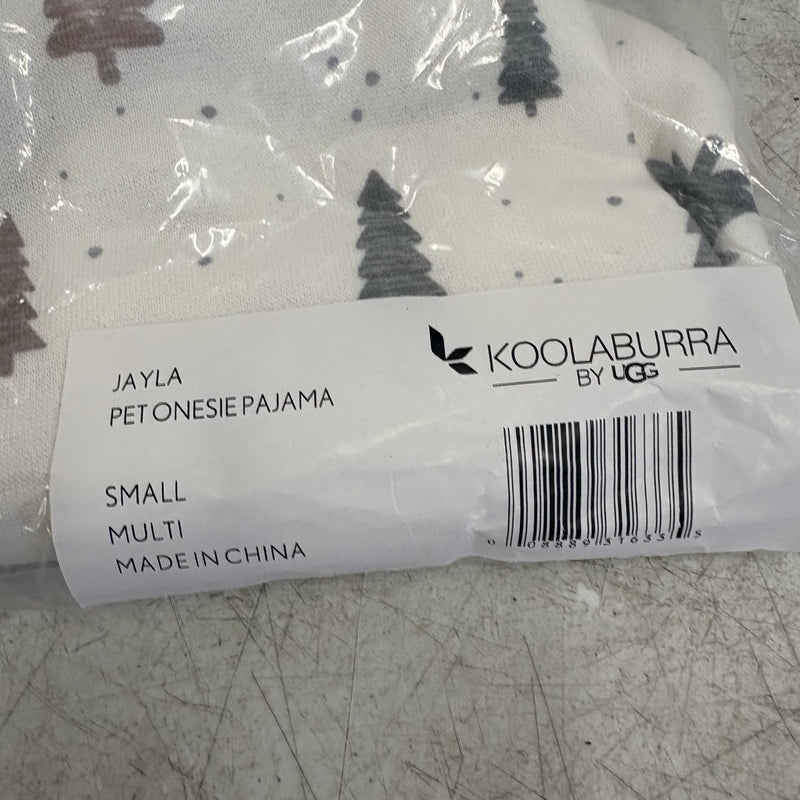 JAYLA
PET ONESIE PAJAMA
SMALL
MULTI
MADE IN CHINA
KOOLABURRA
BY UGG